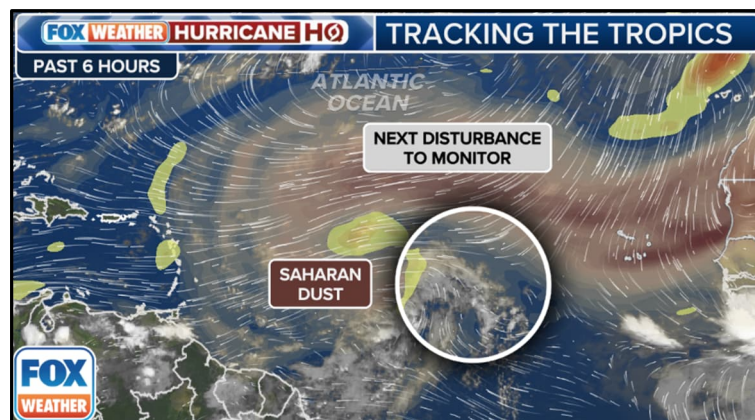 FOX WEATHER HURRICANE HQ
TRACKING THE TROPICS
PAST 6 HOURS
ATLANTIC
OCEAN
NEXT DISTURBANCE
TO MONITOR
SAHARAN
DUST
FOX
WEATHER